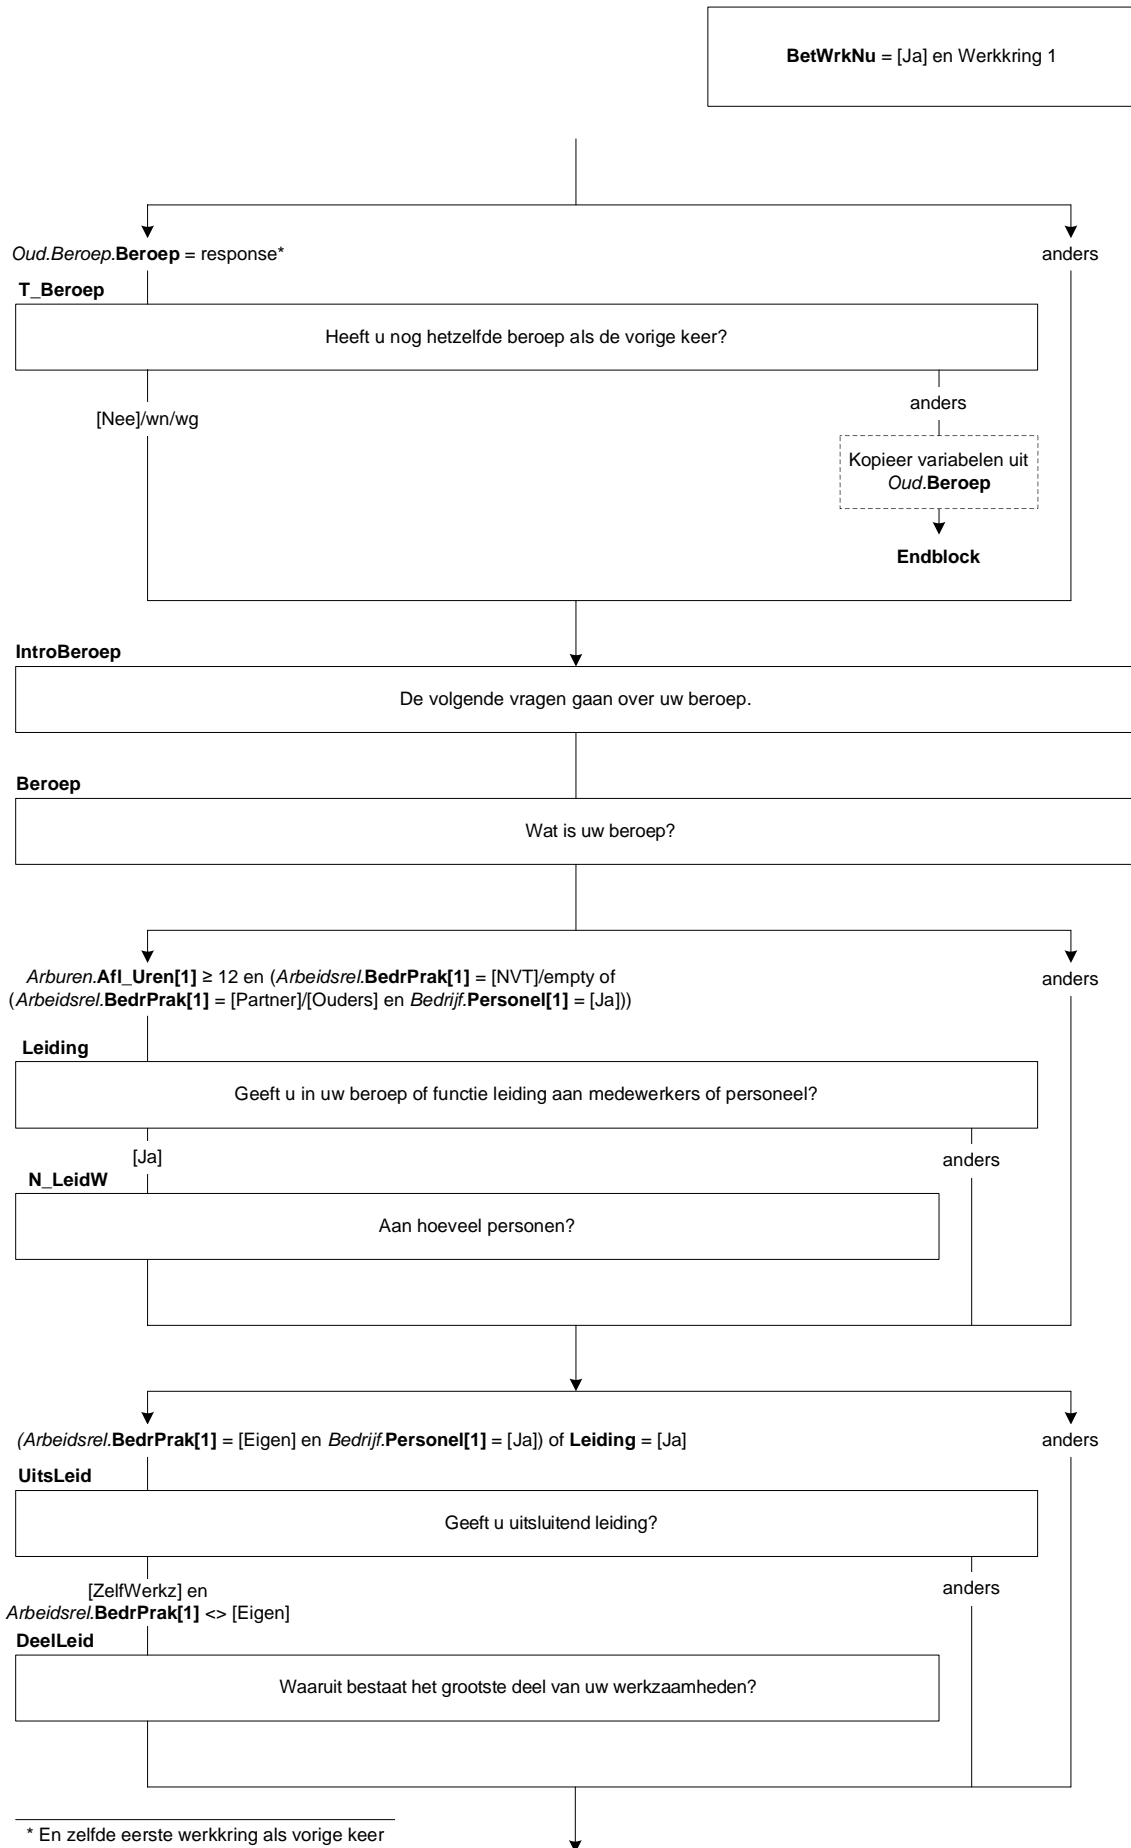 BetWrkNu = [Ja] en Werkkring 1
Oud.Beroep.Beroep = response*
anders
T_Beroep
Heeft u nog hetzelfde beroep als de vorige keer?
[Nee]/wn/wg
anders
Kopieer variabelen uit
Oud.Beroep
Endblock
IntroBeroep
De volgende vragen gaan over uw beroep.
Beroep
Wat is uw beroep?
Arburen.Afl_Uren[1] ≥ 12 en (Arbeidsrel.BedrPrak[1] = [NVT]/empty of
(Arbeidsrel.BedrPrak[1] = [Partner]/[Ouders] en Bedrijf.Personel[1] = [Ja]))
anders
Leiding
Geeft u in uw beroep of functie leiding aan medewerkers of personeel?
[Ja]
anders
N_LeidW
Aan hoeveel personen?
(Arbeidsrel.BedrPrak[1] = [Eigen] en Bedrijf.Personel[1] = [Ja]) of Leiding = [Ja]
anders
UitsLeid
Geeft u uitsluitend leiding?
[ZelfWerkz] en
Arbeidsrel.BedrPrak[1] <> [Eigen]
anders
DeelLeid
Waaruit bestaat het grootste deel van uw werkzaamheden?
* En zelfde eerste werkkring als vorige keer